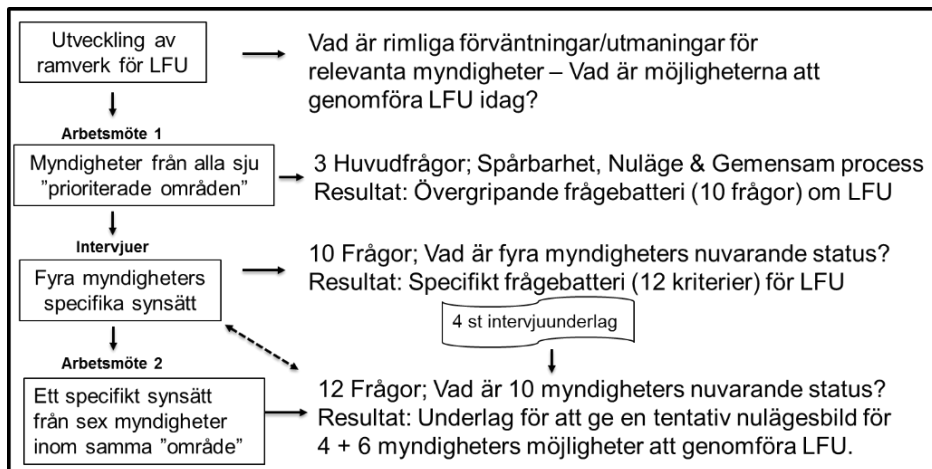 Utveckling av
ramverk för LFU
Vad är rimliga förväntningar/utmaningar för
relevanta myndigheter – Vad är möjligheterna att
genomföra LFU idag?
Arbetsmöte 1
Myndigheter från alla sju
"prioriterade områden"
3 Huvudfrågor; Spårbarhet, Nuläge & Gemensam process
Resultat: Övergripande frågebatteri (10 frågor) om LFU
Intervjuer
Fyra myndigheters
specifika synsätt
10 Frågor; Vad är fyra myndigheters nuvarande status?
Resultat: Specifikt frågebatteri (12 kriterier) för LFU
4 st intervjuunderlag
Arbetsmöte 2
Ett specifikt synsätt
från sex myndigheter
inom samma "område"
12 Frågor; Vad är 10 myndigheters nuvarande status?
Resultat: Underlag för att ge en tentativ nulägesbild för
4 + 6 myndigheters möjligheter att genomföra LFU.